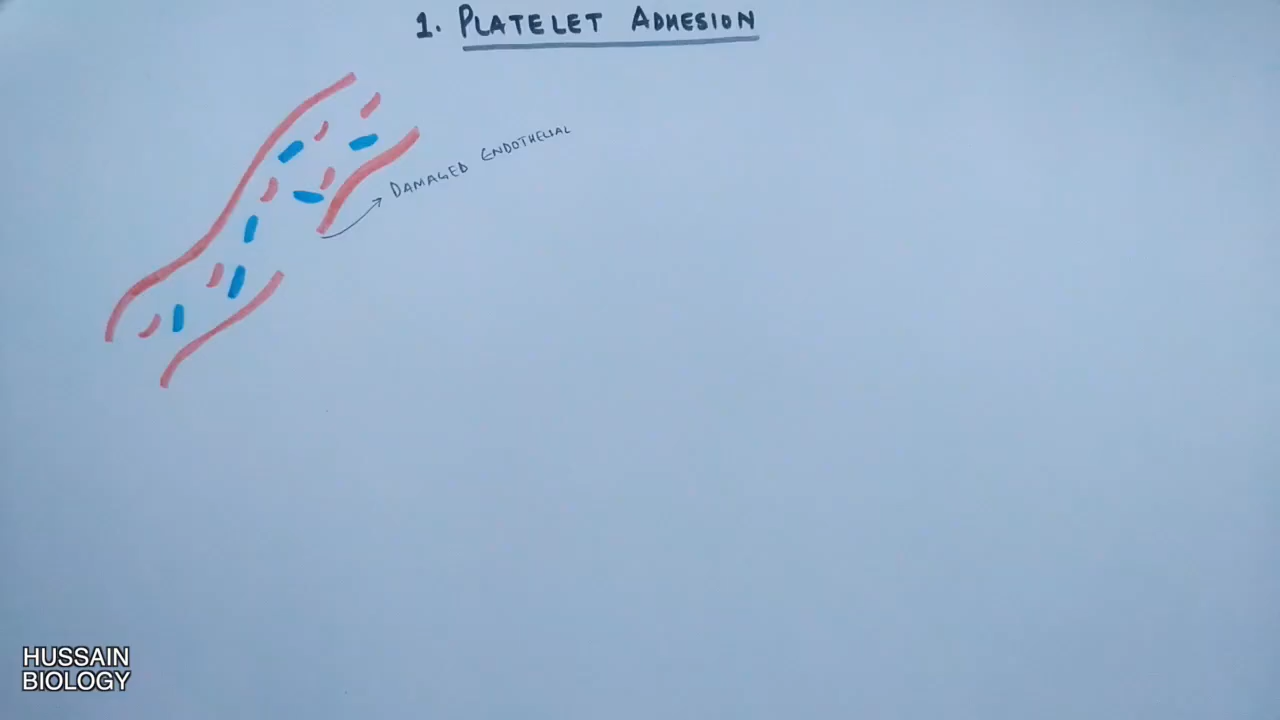 1. PLATELET ADHESION
DAMAGED ENDOTHELIAL
HUSSAIN
BIOLOGY